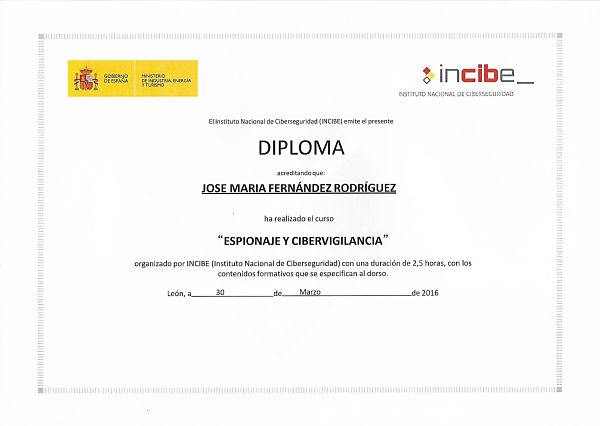 GOBIERNO
DE ESPAÑA
MINISTERIO
DE INDUSTRIA, ENERGÍA
Y TURISMO
incibe_
INSTITUTO NACIONAL DE CIBERSEGURIDAD
El Instituto Nacional de Ciberseguridad (INCIBE) emite el presente
DIPLOMA
acreditando que:
JOSE MARIA FERNÁNDEZ RODRÍGUEZ
ha realizado el curso
“ ESPIONAJE Y CIBERVIGILANCIA”
organizado por INCIBE (Instituto Nacional de Ciberseguridad) con una duración de 2,5 horas, con los
contenidos formativos que se especifican al dorso.
León, a 30 de Marzo de 2016